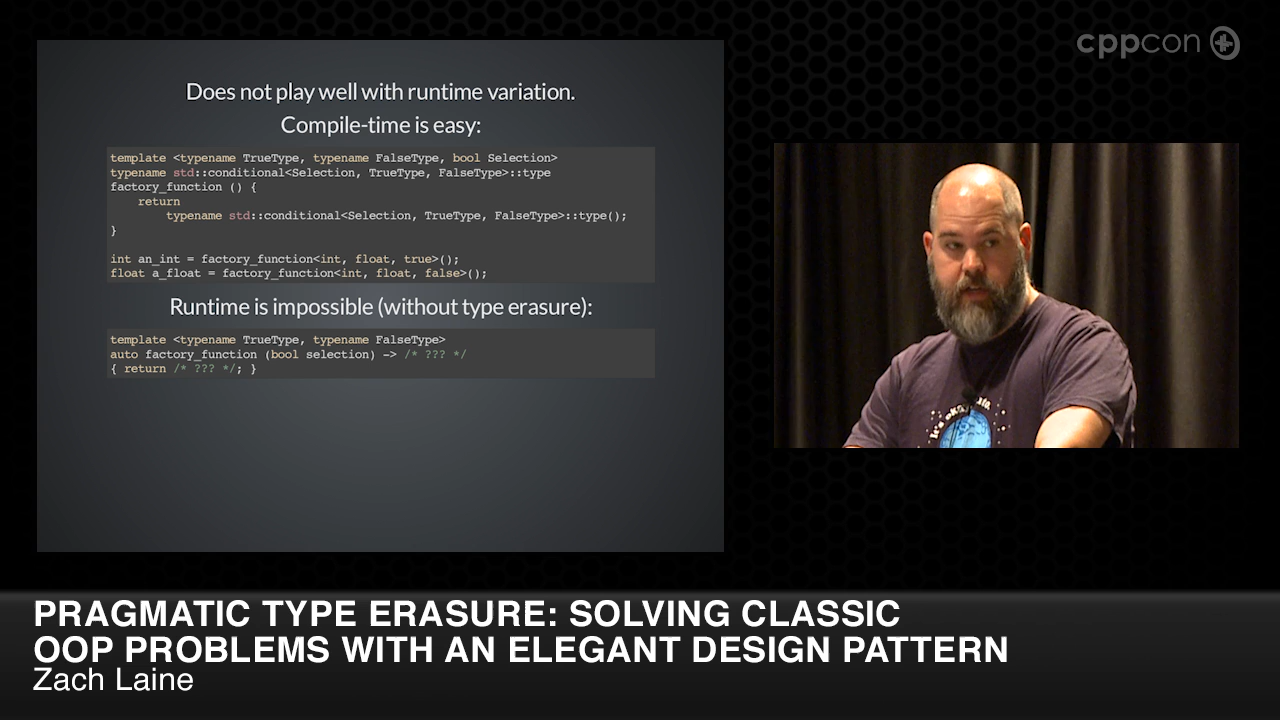 cppcon
Does not play well with runtime variation.
Compile-time is easy:
template <typename TrueType, typename FalseType, bool Selection>
typename std::conditional<Selection, TrueType, FalseType>::type
factory_function () {
    return
        typename std::conditional<Selection, TrueType, FalseType>::type();
}
int an_int = factory_function<int, float, true>();
float a_float = factory_function<int, float, false>();
Runtime is impossible (without type erasure):
template <typename TrueType, typename FalseType>
auto factory_function (bool selection) -> /* ??? */
{ return /* ??? */; }
PRAGMATIC TYPE ERASURE: SOLVING CLASSIC
OOP PROBLEMS WITH AN ELEGANT DESIGN PATTERN
Zach Laine